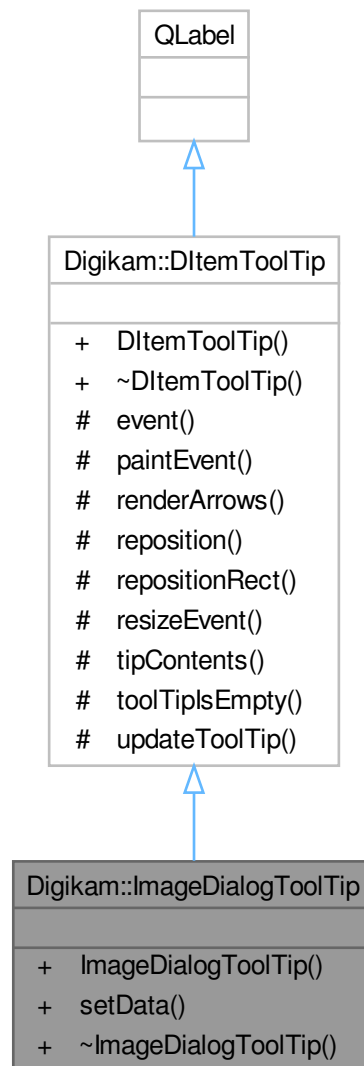 QLabel
Digikam::DItemToolTip
+ DItemToolTip()
+ ~DItemToolTip()
# event()
# paintEvent()
# renderArrows()
# reposition()
# repositionRect()
# resizeEvent()
# tipContents()
# toolTipIsEmpty()
# updateToolTip()
Digikam::ImageDialogToolTip
+ ImageDialogToolTip()
+ setData()
+ ~ImageDialogToolTip()